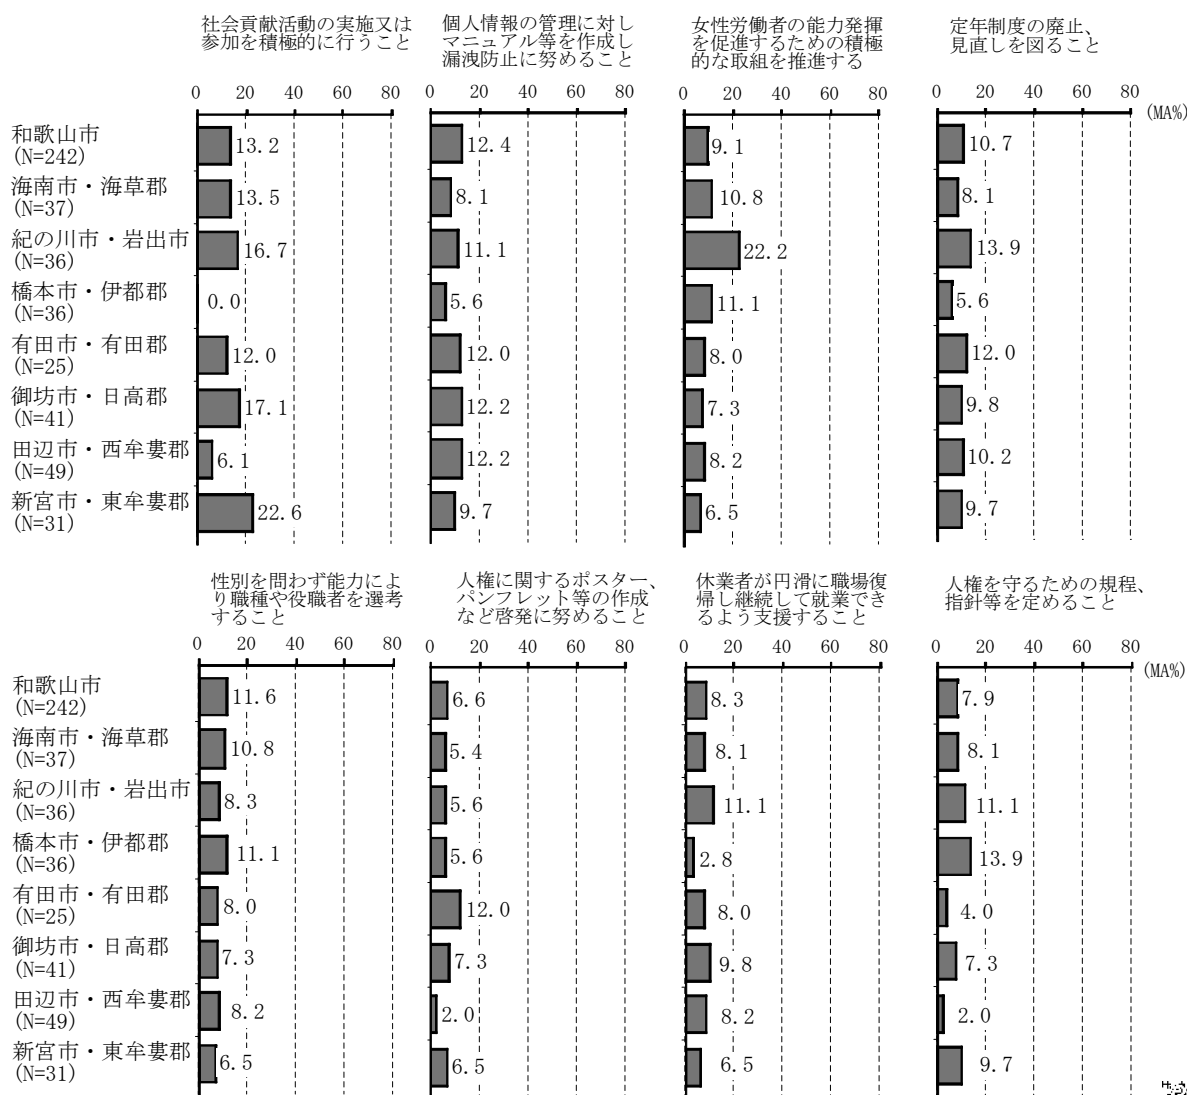 社会貢献活動の実施又は
参加を積極的に行うこと
個人情報の管理に対し
マニュアル等を作成し
漏洩防止に努めること
女性労働者の能力発揮
を促進するための積極
的な取組を推進する
定年制度の廃止、
見直しを図ること
0 20 40 60 80 0 20 40 60 80 0 20 40 60 80 0 20 40 60 80
(MA%)
和歌山市
(N=242)
13.2 12.4 9.1 10.7
海南市・海草郡
(N=37)
13.5 8.1 10.8 8.1
紀の川市・岩出市
(N=36)
16.7 11.1 22.2 13.9
橋本市・伊都郡
(N=36)
0.0 5.6 11.1 5.6
有田市・有田郡
(N=25)
12.0 12.0 8.0 12.0
御坊市・日高郡
(N=41)
17.1 12.2 7.3 9.8
田辺市・西牟婁郡
(N=49)
6.1 12.2 8.2 10.2
新宮市・東牟婁郡
(N=31)
22.6 9.7 6.5 9.7
性別を問わず能力によ
り職種や役職者を選考
すること
人権に関するポスター、
パンフレット等の作成
など啓発に努めること
休業者が円滑に職場復
帰し継続して就業でき
るよう支援すること
人権を守るための規程、
指針等を定めること
0 20 40 60 80 0 20 40 60 80 0 20 40 60 80 0 20 40 60 80
(MA%)
和歌山市
(N=242)
11.6 6.6 8.3 7.9
海南市・海草郡
(N=37)
10.8 5.4 8.1 8.1
紀の川市・岩出市
(N=36)
8.3 5.6 11.1 11.1
橋本市・伊都郡
(N=36)
11.1 5.6 2.8 13.9
有田市・有田郡
(N=25)
8.0 12.0 8.0 4.0
御坊市・日高郡
(N=41)
7.3 7.3 9.8 7.3
田辺市・西牟婁郡
(N=49)
8.2 2.0 8.2 2.0
新宮市・東牟婁郡
(N=31)
6.5 6.5 6.5 9.7